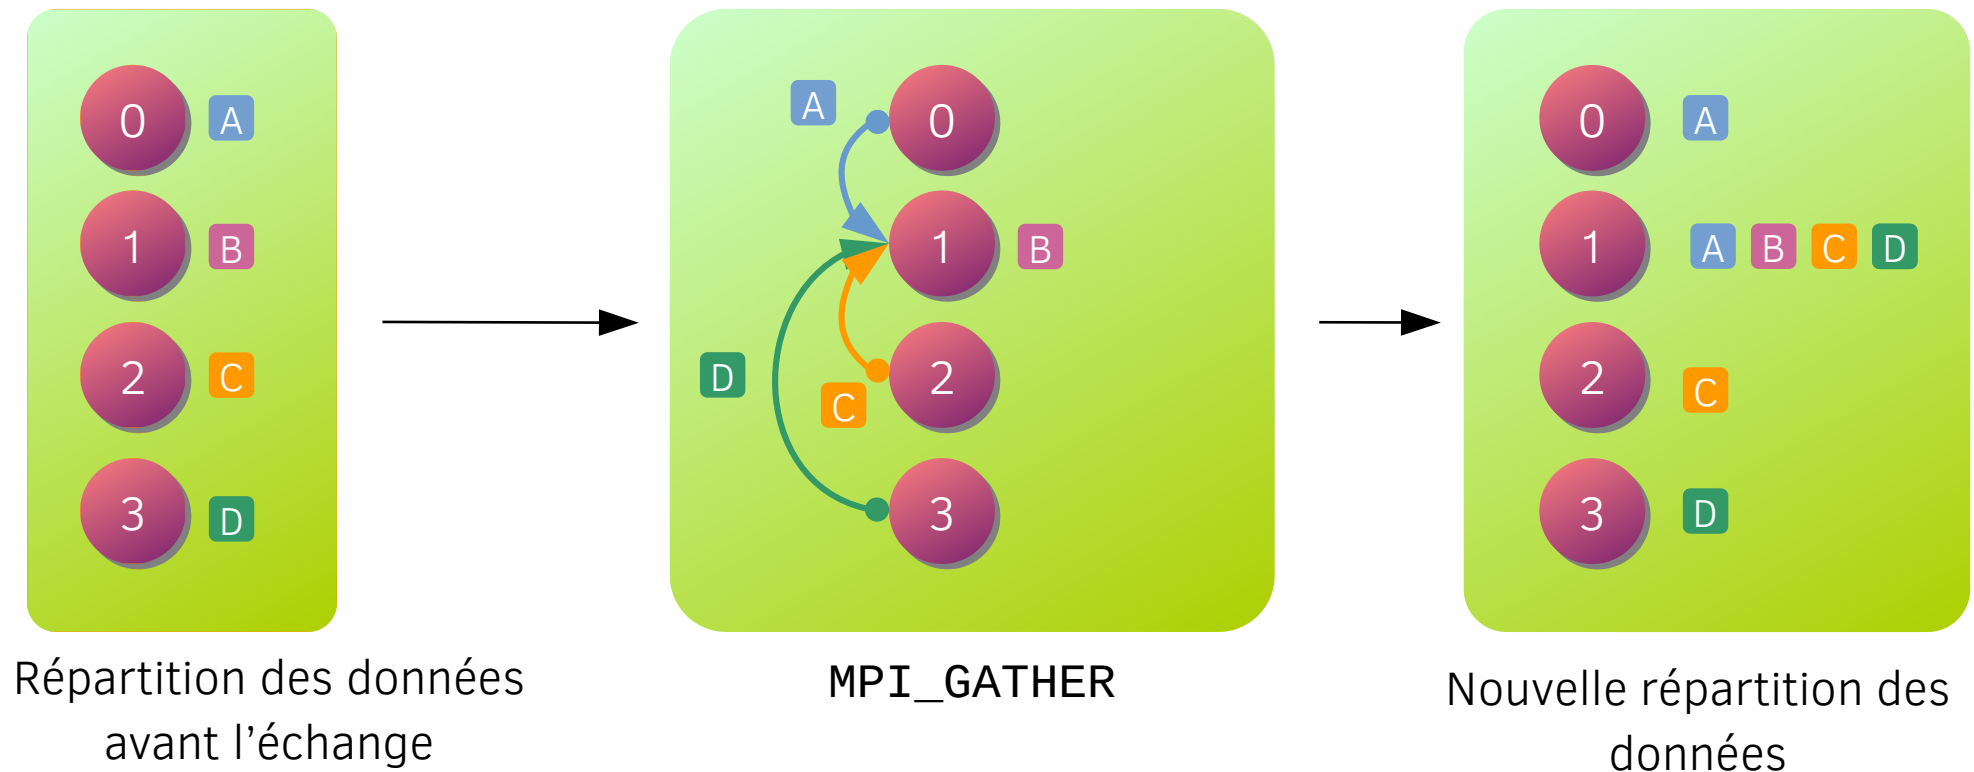 0 A
1 B
2 C
3 D
Répartition des données
avant l’échange
A 0
1 B
D C 2
3
MPI_GATHER
0 A
1 A B C D
2 C
3 D
Nouvelle répartition des
données